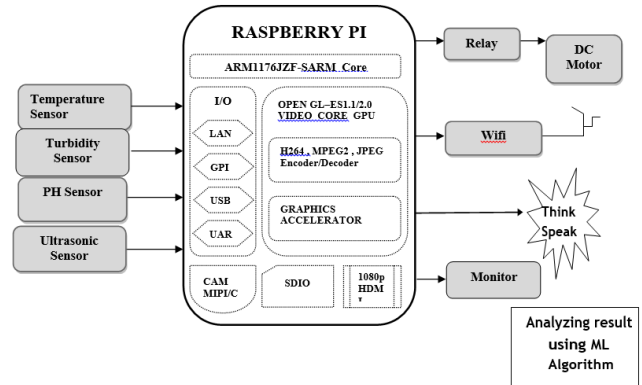 RASPBERRY PI
ARM1176JZF-SARM Core
Temperature
Sensor
Turbidity
Sensor
PH Sensor
Ultrasonic
Sensor
I/O
LAN
GPI
USB
UAR
OPEN GL–ES1.1/2.0
VIDEO CORE GPU
H264 , MPEG2 , JPEG
Encoder/Decoder
GRAPHICS
ACCELERATOR
CAM
MIPI/C
SDIO
1080p
HDM
Relay
DC
Motor
Wifi
Think
Speak
Monitor
Analyzing result
using ML
Algorithm